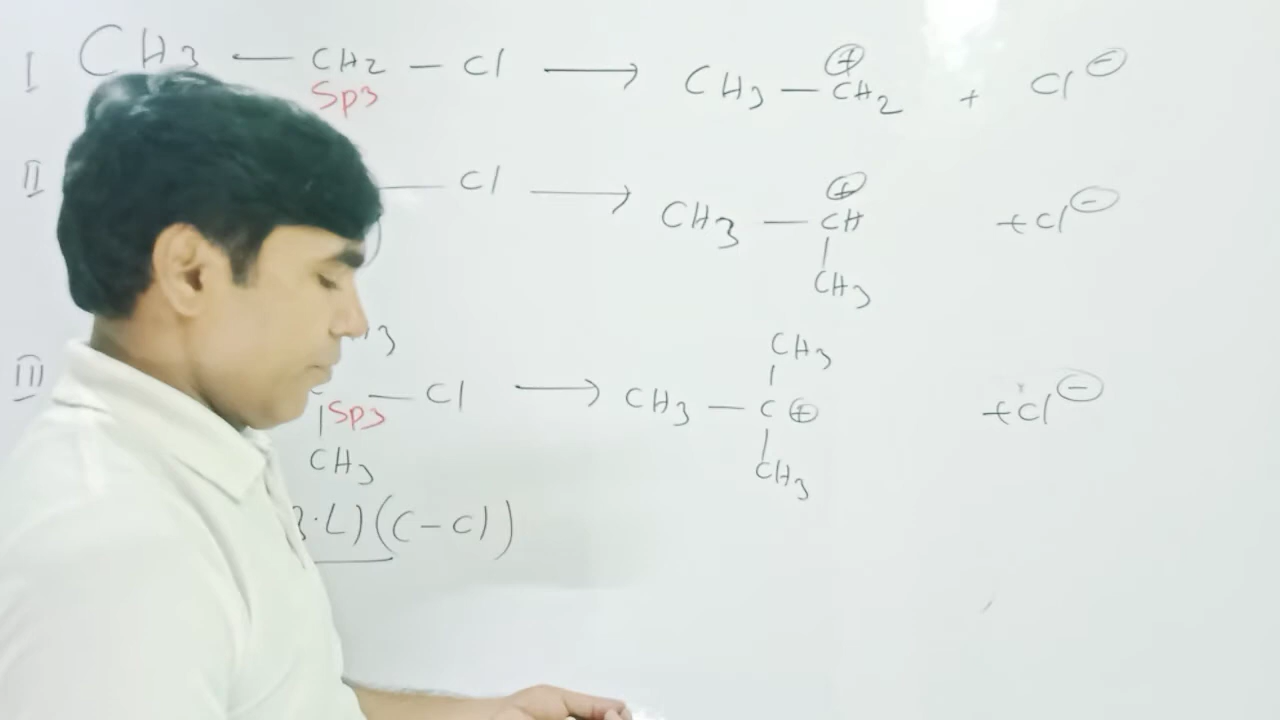 I CH3 — CH2 — Cl ⟶ CH3 — CH2 + Cl
⊕ ⊖
Sp3
II — Cl ⟶ CH3 — CH + Cl
⊕ ⊖
CH3
CH3
III — Cl ⟶ CH3 — C ⊕ + Cl ⊖
Sp3
CH3 CH3
L) (C – Cl)